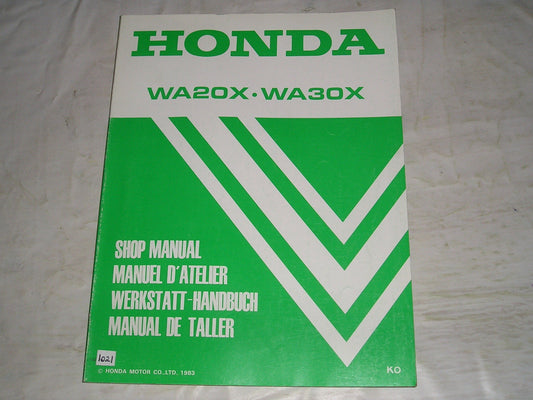 HONDA
WA20X • WA30X
SHOP MANUAL
MANUEL D'ATELIER
WERKSTATT-HANDBUCH
MANUAL DE TALLER
1021
© HONDA MOTOR CO.,LTD. 1983
KO